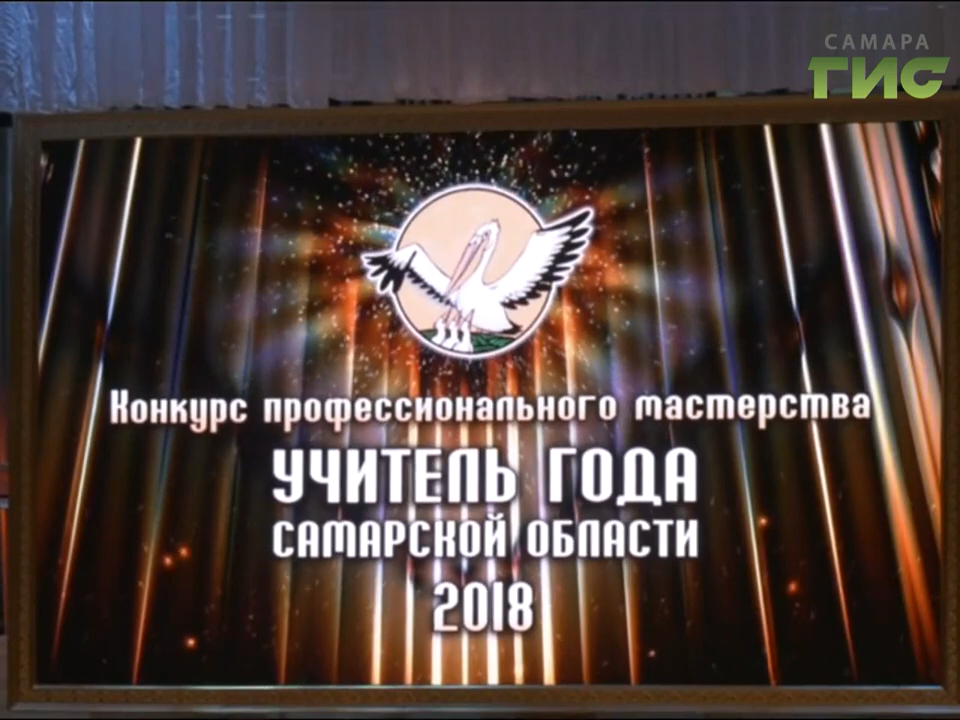 САМАРА
ГИС
Конкурс профессионального мастерства
УЧИТЕЛЬ ГОДА
САМАРСКОЙ ОБЛАСТИ
2018